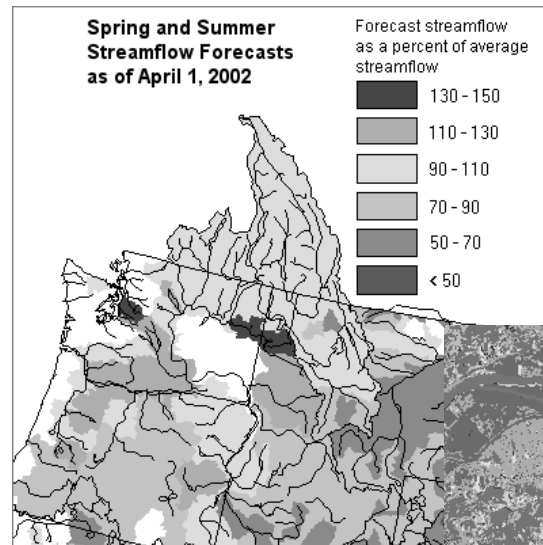 Spring and Summer
Streamflow Forecasts
as of April 1, 2002
Forecast streamflow
as a percent of average
streamflow
130 - 150
110 - 130
90 - 110
70 - 90
50 - 70
< 50